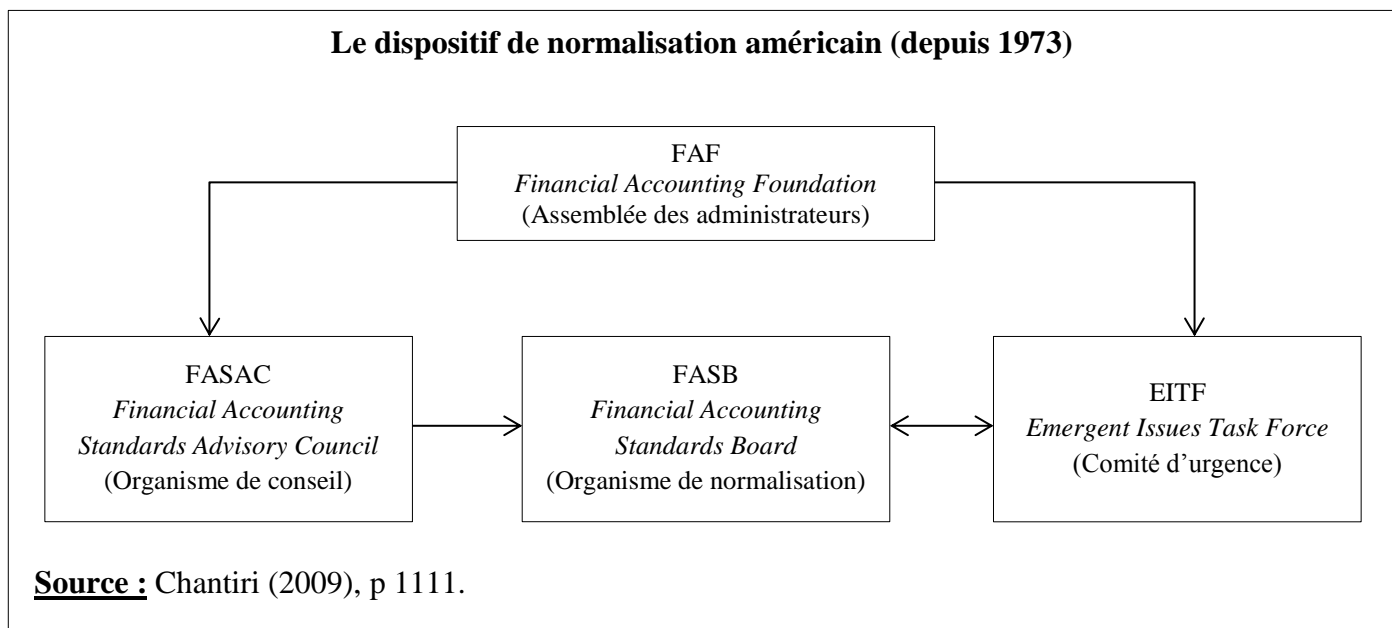 Le dispositif de normalisation américain (depuis 1973)
FAF
Financial Accounting Foundation
(Assemblée des administrateurs)
FASAC
Financial Accounting
Standards Advisory Council
(Organisme de conseil)
FASB
Financial Accounting
Standards Board
(Organisme de normalisation)
EITF
Emergent Issues Task Force
(Comité d’urgence)
Source : Chantiri (2009), p 1111.